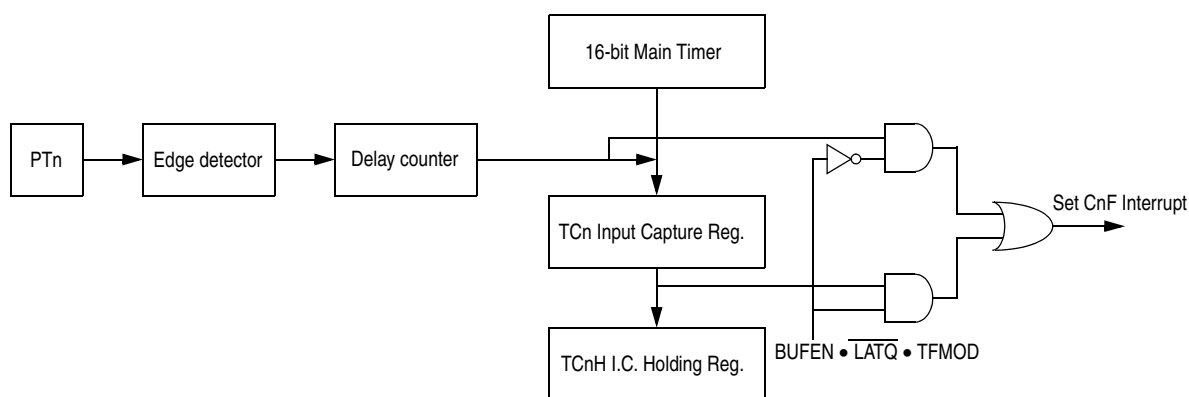 16-bit Main Timer
PTn
Edge detector
Delay counter
TCn Input Capture Reg.
Set CnF Interrupt
TCnH I.C. Holding Reg.
BUFEN • L̅A̅T̅Q̅ • TFMOD